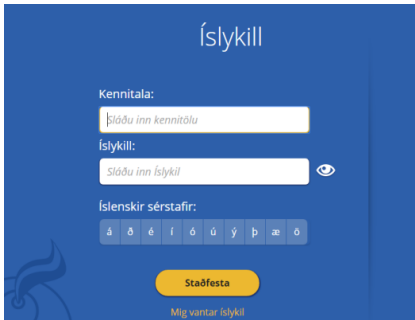 Íslykill
Kennitala:
Sláðu inn kennitölu
Íslykill:
Sláðu inn Íslykil
Íslenskir sérstafir:
á ð é í ó ú ý þ æ ö
Staðfesta
Mig vantar íslykil